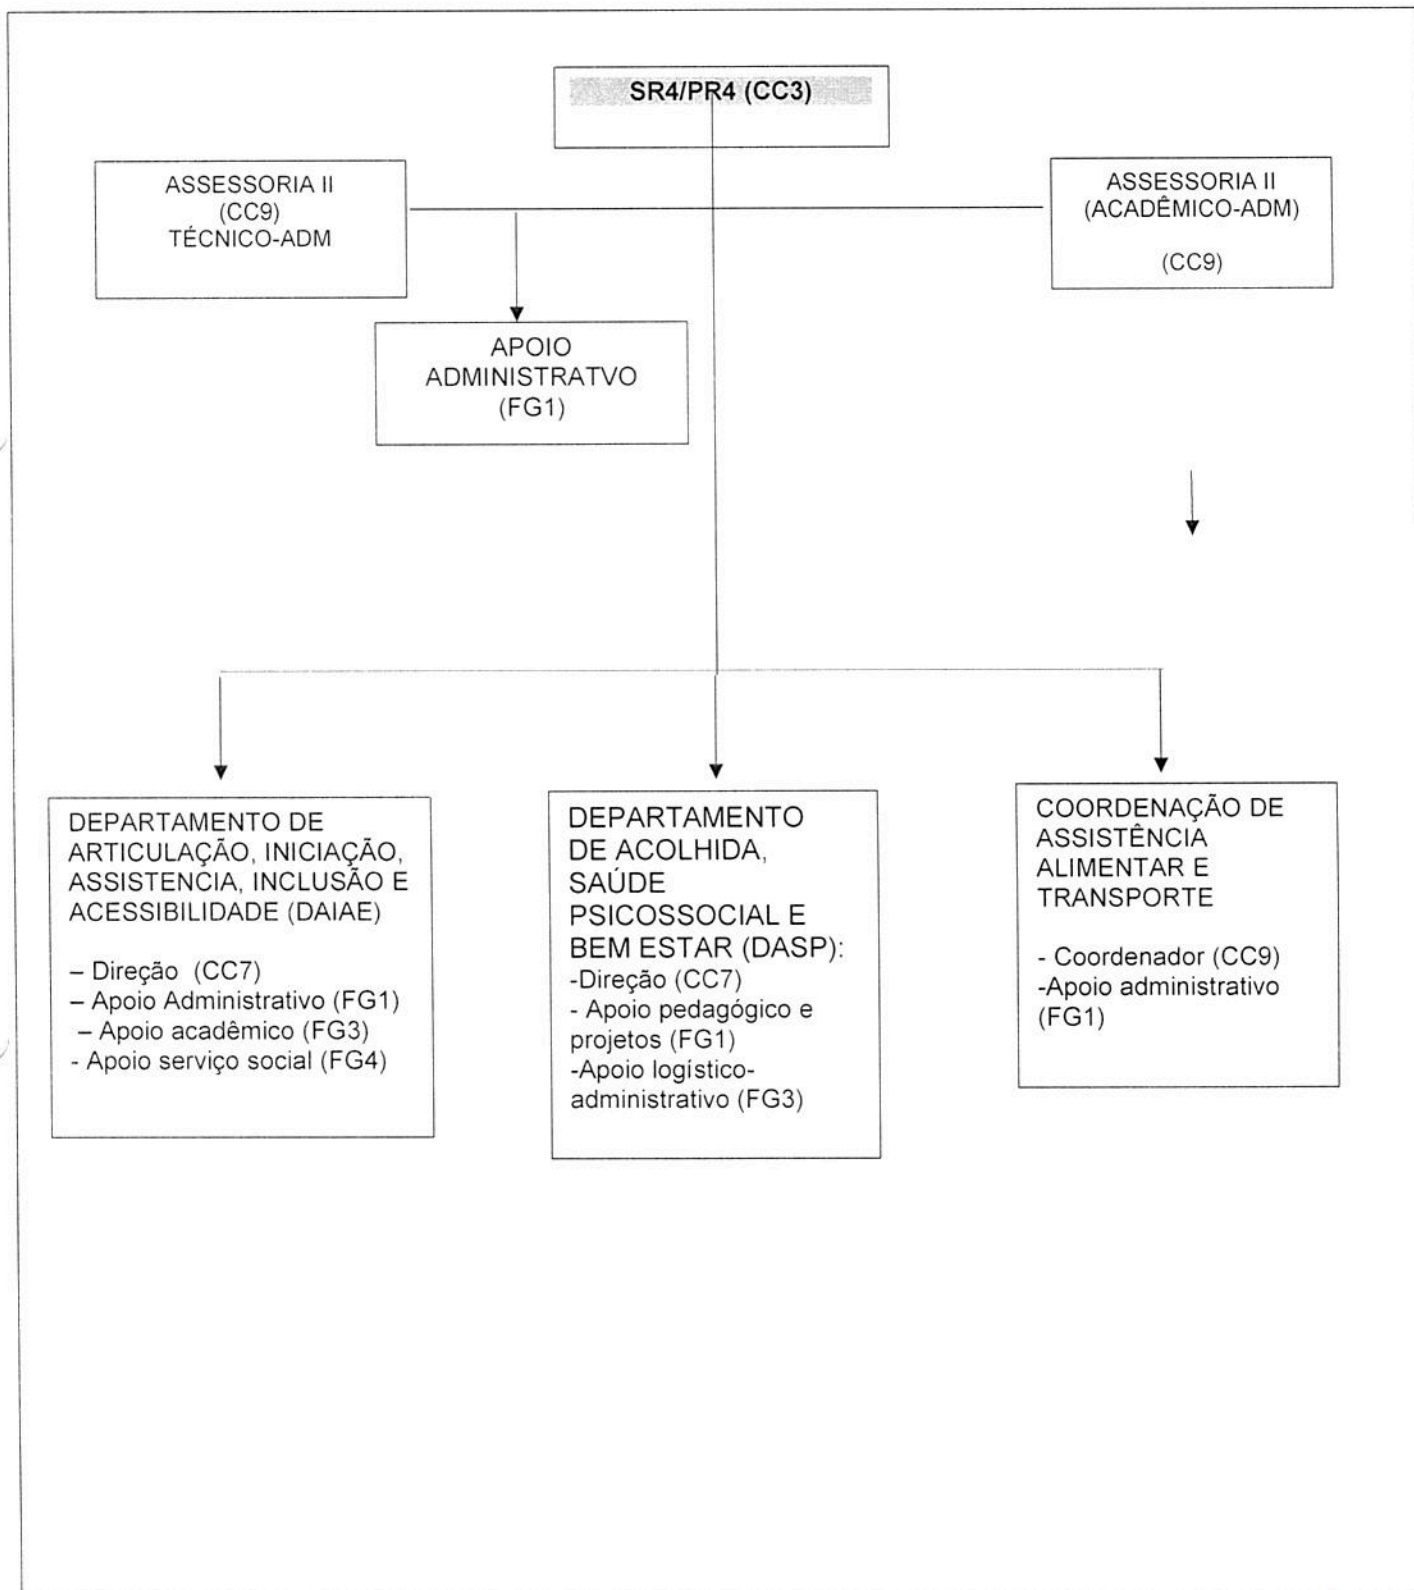 SR4/PR4 (CC3)
ASSESSORIA II
(CC9)
TÉCNICO-ADM
ASSESSORIA II
(ACADÊMICO-ADM)
(CC9)
APOIO
ADMINISTRATVO
(FG1)
DEPARTAMENTO DE
ARTICULAÇÃO, INICIAÇÃO,
ASSISTENCIA, INCLUSÃO E
ACESSIBILIDADE (DAIAE)
– Direção (CC7)
– Apoio Administrativo (FG1)
– Apoio acadêmico (FG3)
- Apoio serviço social (FG4)
DEPARTAMENTO
DE ACOLHIDA,
SAÚDE
PSICOSSOCIAL E
BEM ESTAR (DASP):
-Direção (CC7)
- Apoio pedagógico e
projetos (FG1)
-Apoio logístico-
administrativo (FG3)
COORDENAÇÃO DE
ASSISTÊNCIA
ALIMENTAR E
TRANSPORTE
- Coordenador (CC9)
-Apoio administrativo
(FG1)